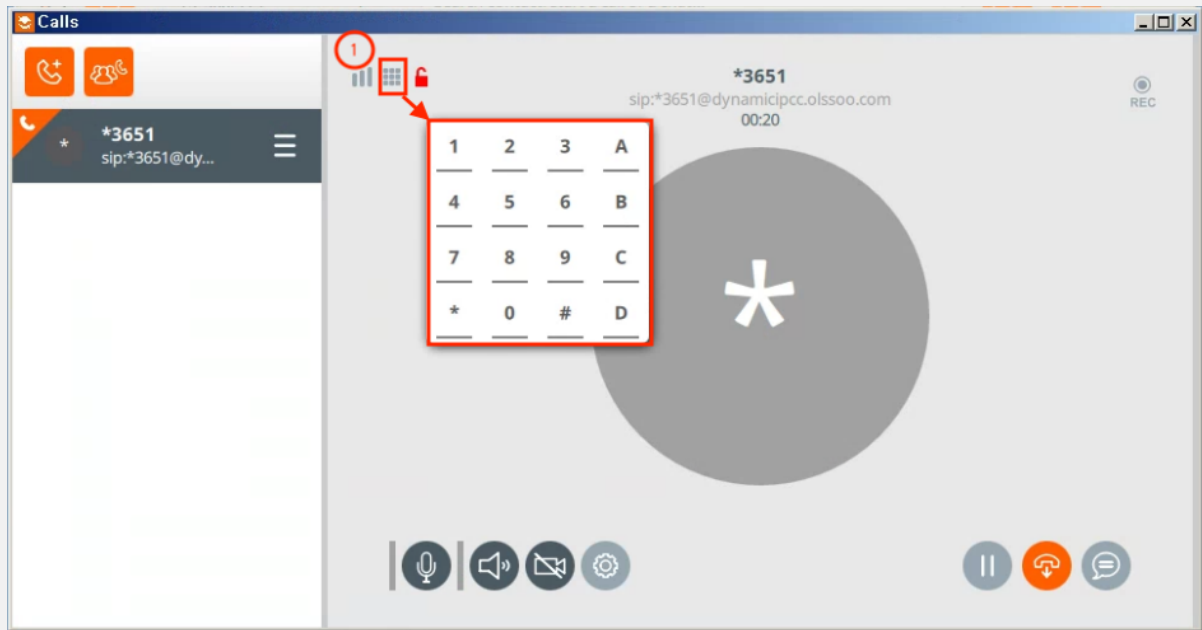 Calls
*3651
sip:*3651@dy...
*
1
*3651
sip:*3651@dynamicipcc.olssoo.com
00:20
REC
1 2 3 A
4 5 6 B
7 8 9 C
* 0 # D
*